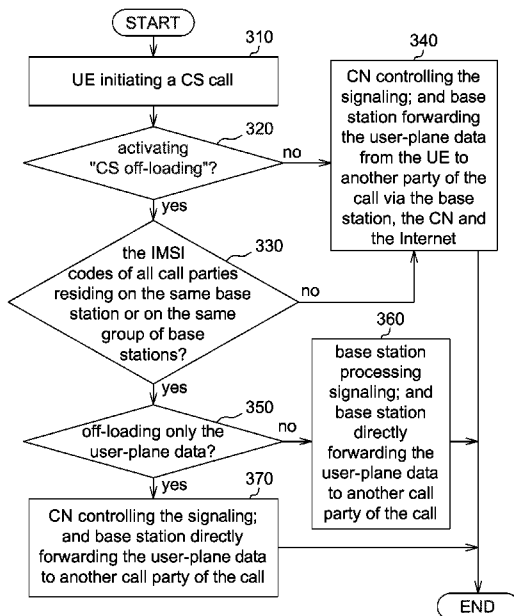 START
310
UE initiating a CS call
320
activating
"CS off-loading"?
no
yes
340
CN controlling the
signaling; and base
station forwarding
the user-plane data
from the UE to
another party of the
call via the base
station, the CN and
the Internet
330
the IMSI
codes of all call parties
residing on the same base
station or on the same
group of base
stations?
no
yes
350
off-loading only the
user-plane data?
no
yes
360
base station
processing
signaling; and
base station
directly
forwarding the
user-plane data
to another call
party of the call
370
CN controlling the signaling;
and base station directly
forwarding the user-plane data
to another call party of the call
END